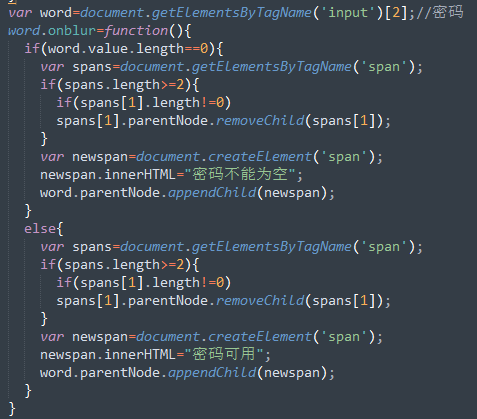 var word=document.getElementsByTagName('input')[2];//密码
word.onblur=function(){
  if(word.value.length==0){
    var spans=document.getElementsByTagName('span');
    if(spans.length>=2){
      if(spans[1].length!=0)
      spans[1].parentNode.removeChild(spans[1]);
    }
    var newspan=document.createElement('span');
    newspan.innerHTML="密码不能为空";
    word.parentNode.appendChild(newspan);
  }
  else{
    var spans=document.getElementsByTagName('span');
    if(spans.length>=2){
      if(spans[1].length!=0)
      spans[1].parentNode.removeChild(spans[1]);
    }
    var newspan=document.createElement('span');
    newspan.innerHTML="密码可用";
    word.parentNode.appendChild(newspan);
  }
}